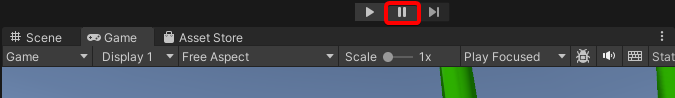 Scene Game Asset Store
Game Display 1 Free Aspect Scale 1x Play Focused Stat